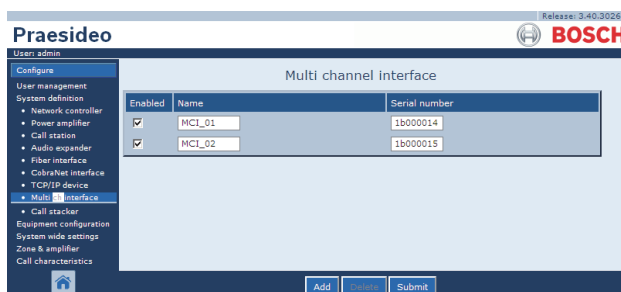 Release: 3.40.3026
Praesideo
BOSCH
User: admin
Configure
User management
System definition
• Network controller
• Power amplifier
• Call station
• Audio expander
• Fiber interface
• CobraNet interface
• TCP/IP device
• Multi ch interface
• Call stacker
Equipment configuration
System wide settings
Zone & amplifier
Call characteristics
Multi channel interface
Enabled Name Serial number
MCI_01 1b000014
MCI_02 1b000015
Add Delete Submit